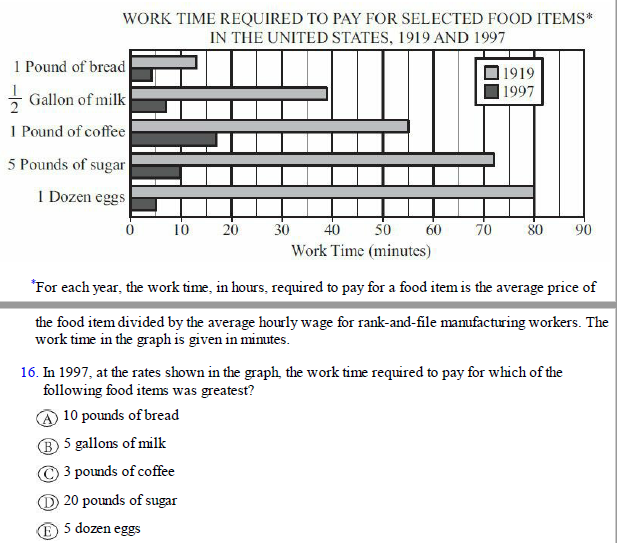 WORK TIME REQUIRED TO PAY FOR SELECTED FOOD ITEMS*
IN THE UNITED STATES, 1919 AND 1997
1 Pound of bread
1/2 Gallon of milk
1 Pound of coffee
5 Pounds of sugar
1 Dozen eggs
1919
1997
0 10 20 30 40 50 60 70 80 90
Work Time (minutes)
*For each year, the work time, in hours, required to pay for a food item is the average price of
the food item divided by the average hourly wage for rank-and-file manufacturing workers. The
work time in the graph is given in minutes.
16. In 1997, at the rates shown in the graph, the work time required to pay for which of the
following food items was greatest?
A 10 pounds of bread
B 5 gallons of milk
C 3 pounds of coffee
D 20 pounds of sugar
E 5 dozen eggs